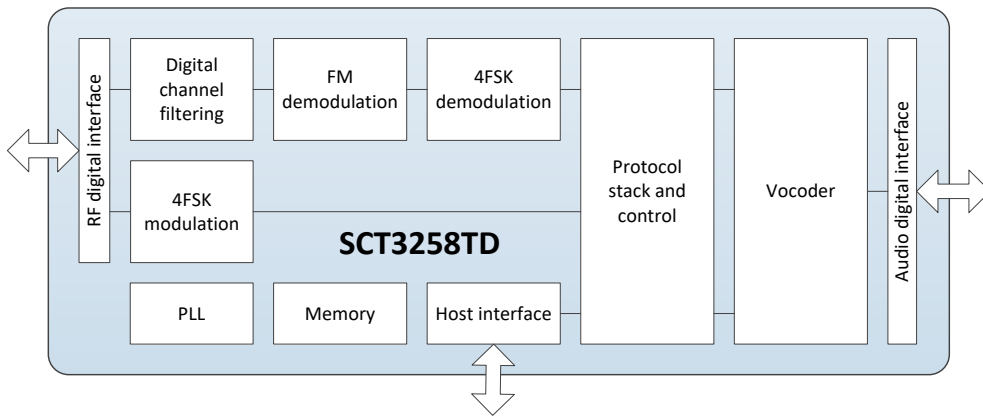 RF digital interface
Digital
channel
filtering
FM
demodulation
4FSK
demodulation
4FSK
modulation
SCT3258TD
PLL
Memory
Host interface
Protocol
stack and
control
Vocoder
Audio digital interface